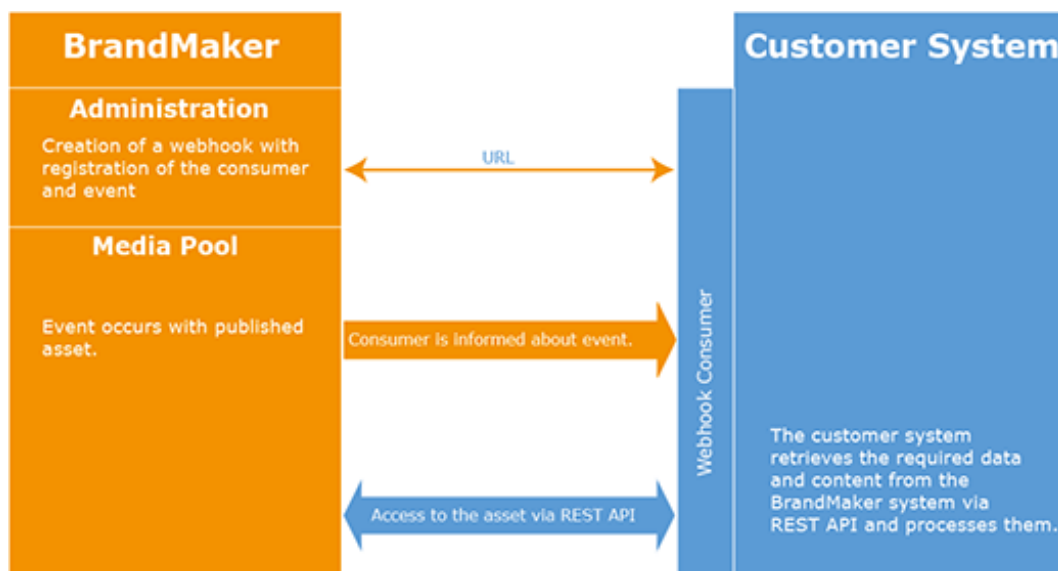 BrandMaker
Administration
Creation of a webhook with
registration of the consumer
and event
Media Pool
Event occurs with published
asset.
URL
Consumer is informed about event.
Access to the asset via REST API
Webhook Consumer
Customer System
The customer system
retrieves the required data
and content from the
BrandMaker system via
REST API and processes them.